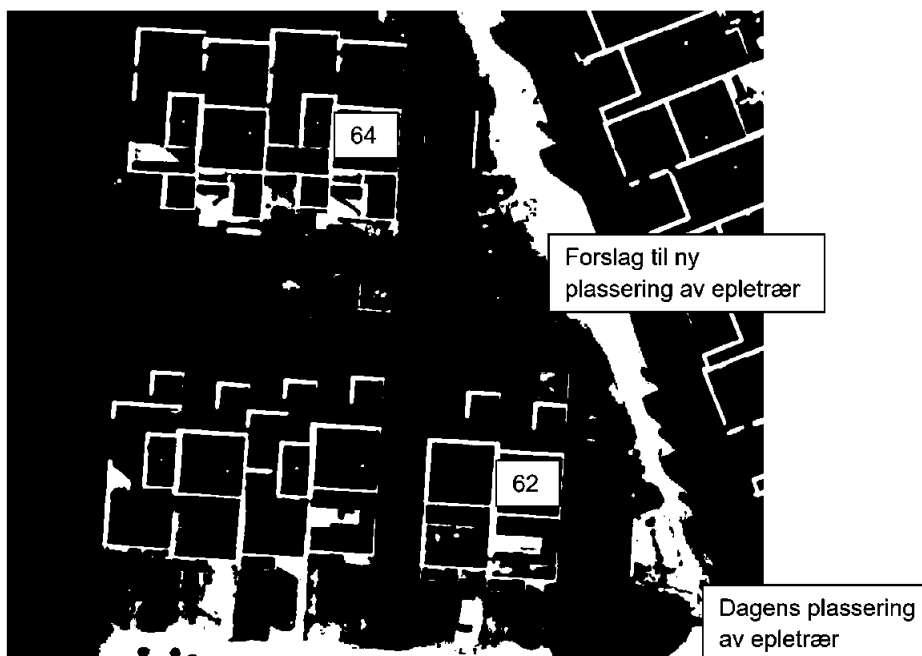 64
Forslag til ny
plassering av epletrær
62
Dagens plassering
av epletrær